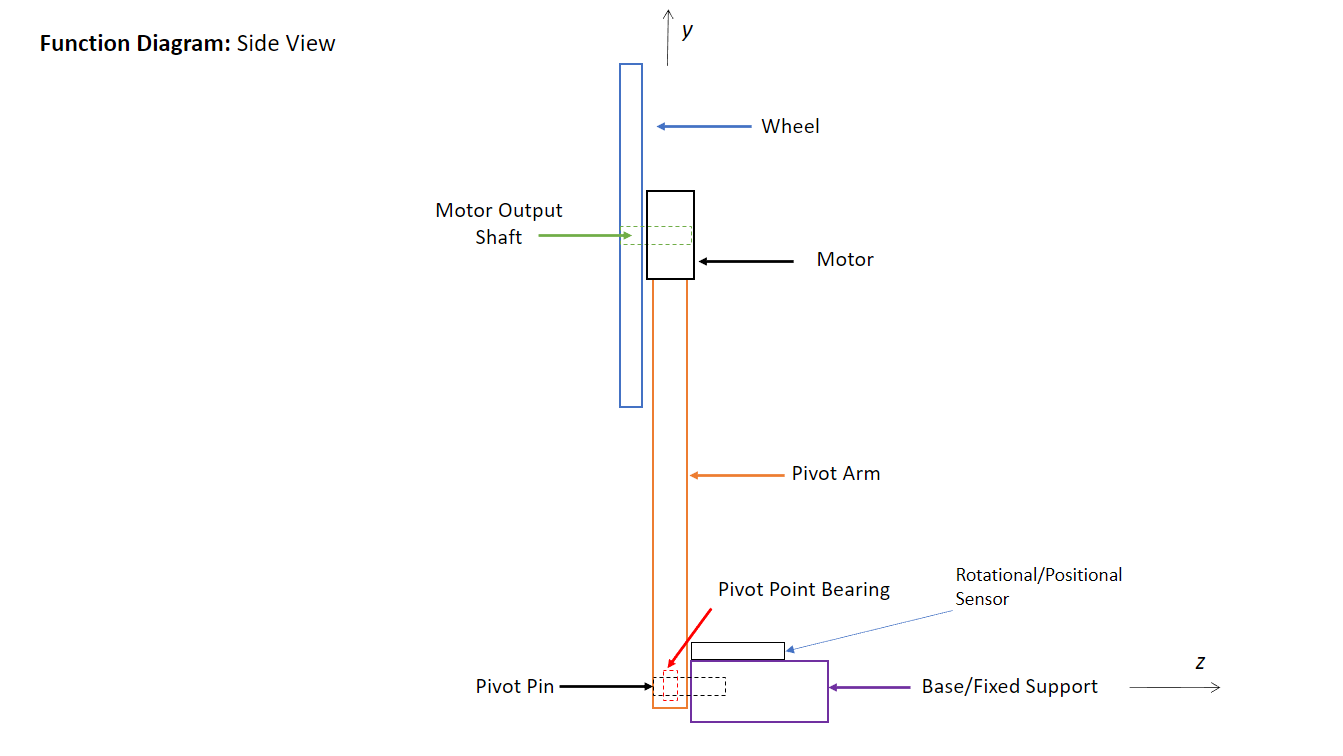 Function Diagram: Side View
y
Wheel
Motor Output
Shaft
Motor
Pivot Arm
Rotational/Positional
Sensor
Pivot Point Bearing
z
Pivot Pin
Base/Fixed Support